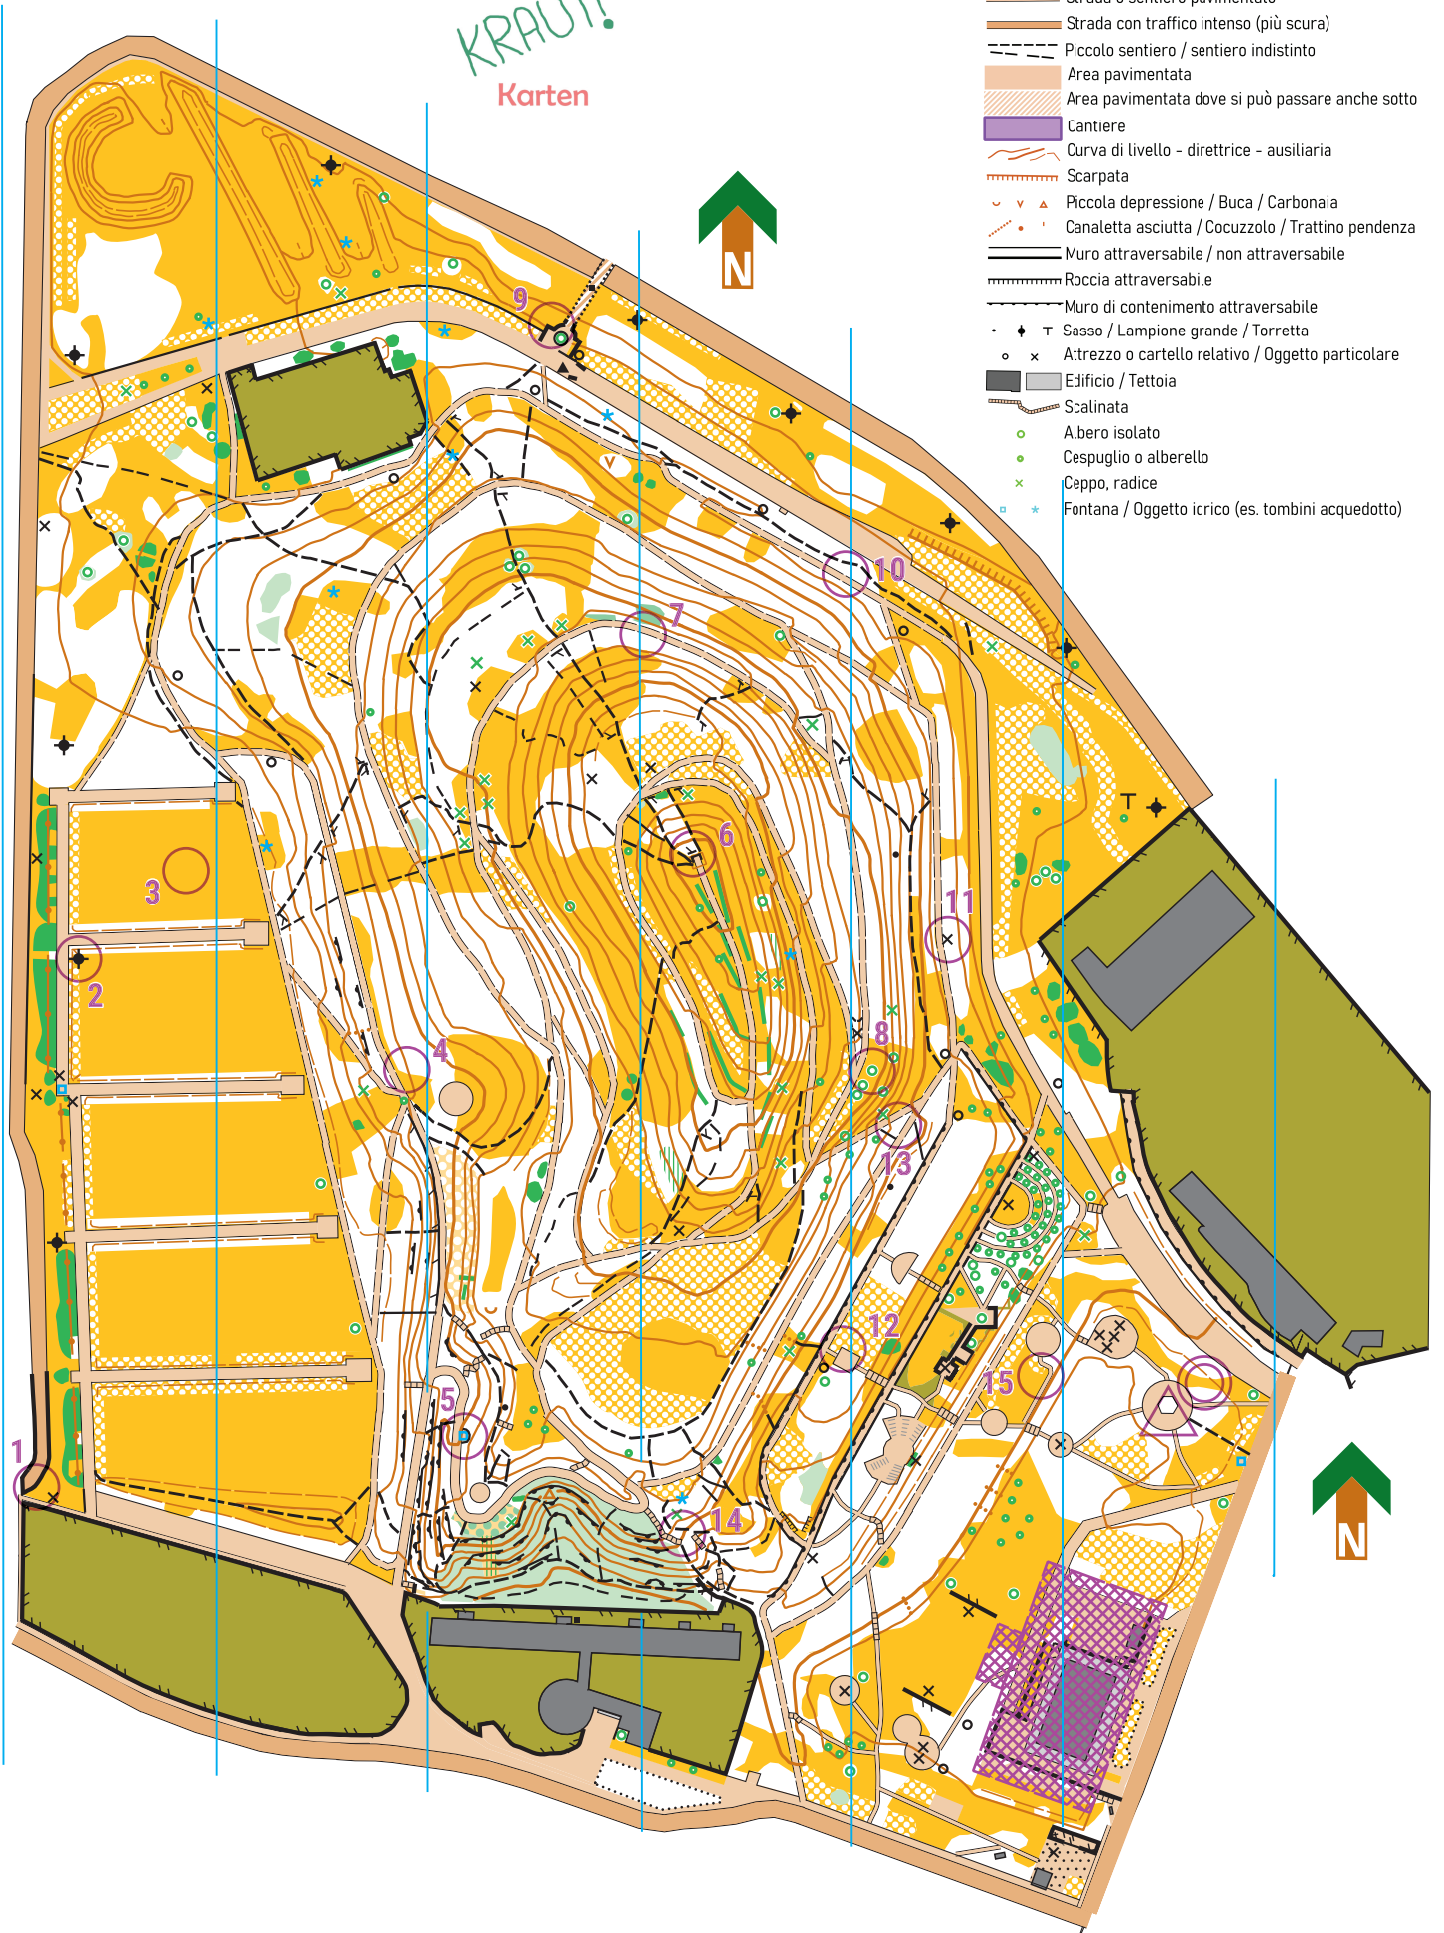 KRAUT!
Karten
Strada o sentiero pavimentato
Strada con traffico intenso (più scura)
Piccolo sentiero / sentiero indistinto
Area pavimentata
Area pavimentata dove si può passare anche sotto
Cantiere
Curva di livello - direttrice - ausiliaria
Scarpata
Piccola depressione / Buca / Carbonaia
Canaletta asciutta / Cocuzzolo / Trattino pendenza
Muro attraversabile / non attraversabile
Roccia attraversabile
Muro di contenimento attraversabile
Sasso / Lampione grande / Torretta
Attrezzo o cartello relativo / Oggetto particolare
Edificio / Tettoia
Scalinata
Albero isolato
Cespuglio o alberello
Ceppo, radice
Fontana / Oggetto idrico (es. tombini acquedotto)
N
9
10
7
6
3
11
2
8
4
13
12
15
5
1
14
N